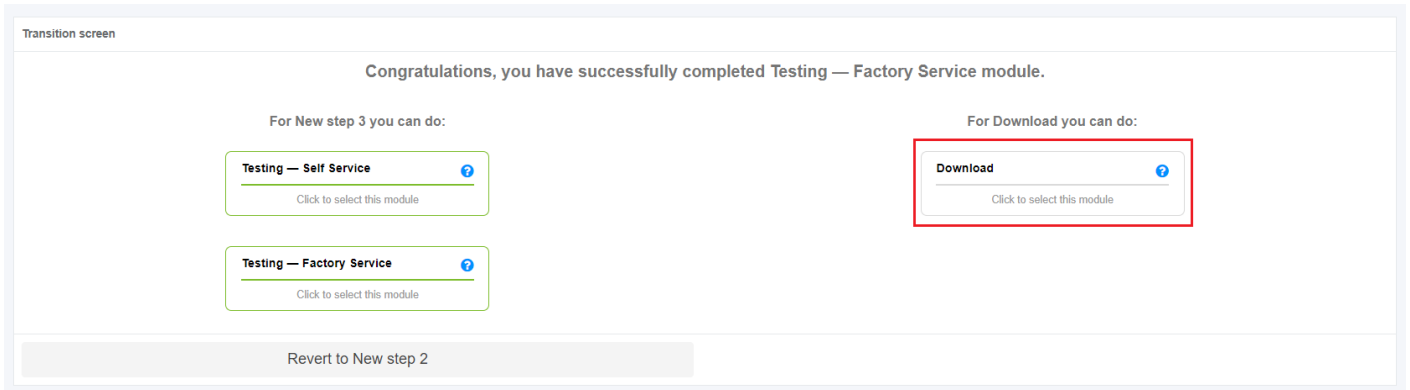 Transition screen
Congratulations, you have successfully completed Testing — Factory Service module.
For New step 3 you can do:
For Download you can do:
Testing — Self Service
?
Click to select this module
Download
?
Click to select this module
Testing — Factory Service
?
Click to select this module
Revert to New step 2